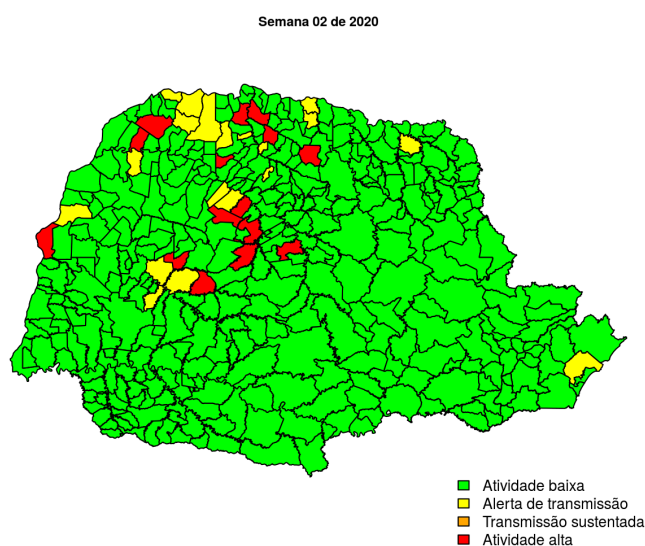 Semana 02 de 2020
Atividade baixa
Alerta de transmissão
Transmissão sustentada
Atividade alta